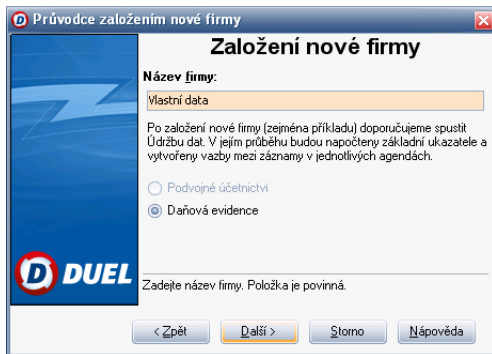 Průvodce založením nové firmy
Založení nové firmy
Název firmy:
Vlastní data
Po založení nové firmy (zejména příkladu) doporučujeme spustit
Údržbu dat. V jejím průběhu budou napočteny základní ukazatele a
vytvořeny vazby mezi záznamy v jednotlivých agendách.
Podvojné účetnictví
Daňová evidence
DUEL
Zadejte název firmy. Položka je povinná.
< Zpět Další > Storno Nápověda